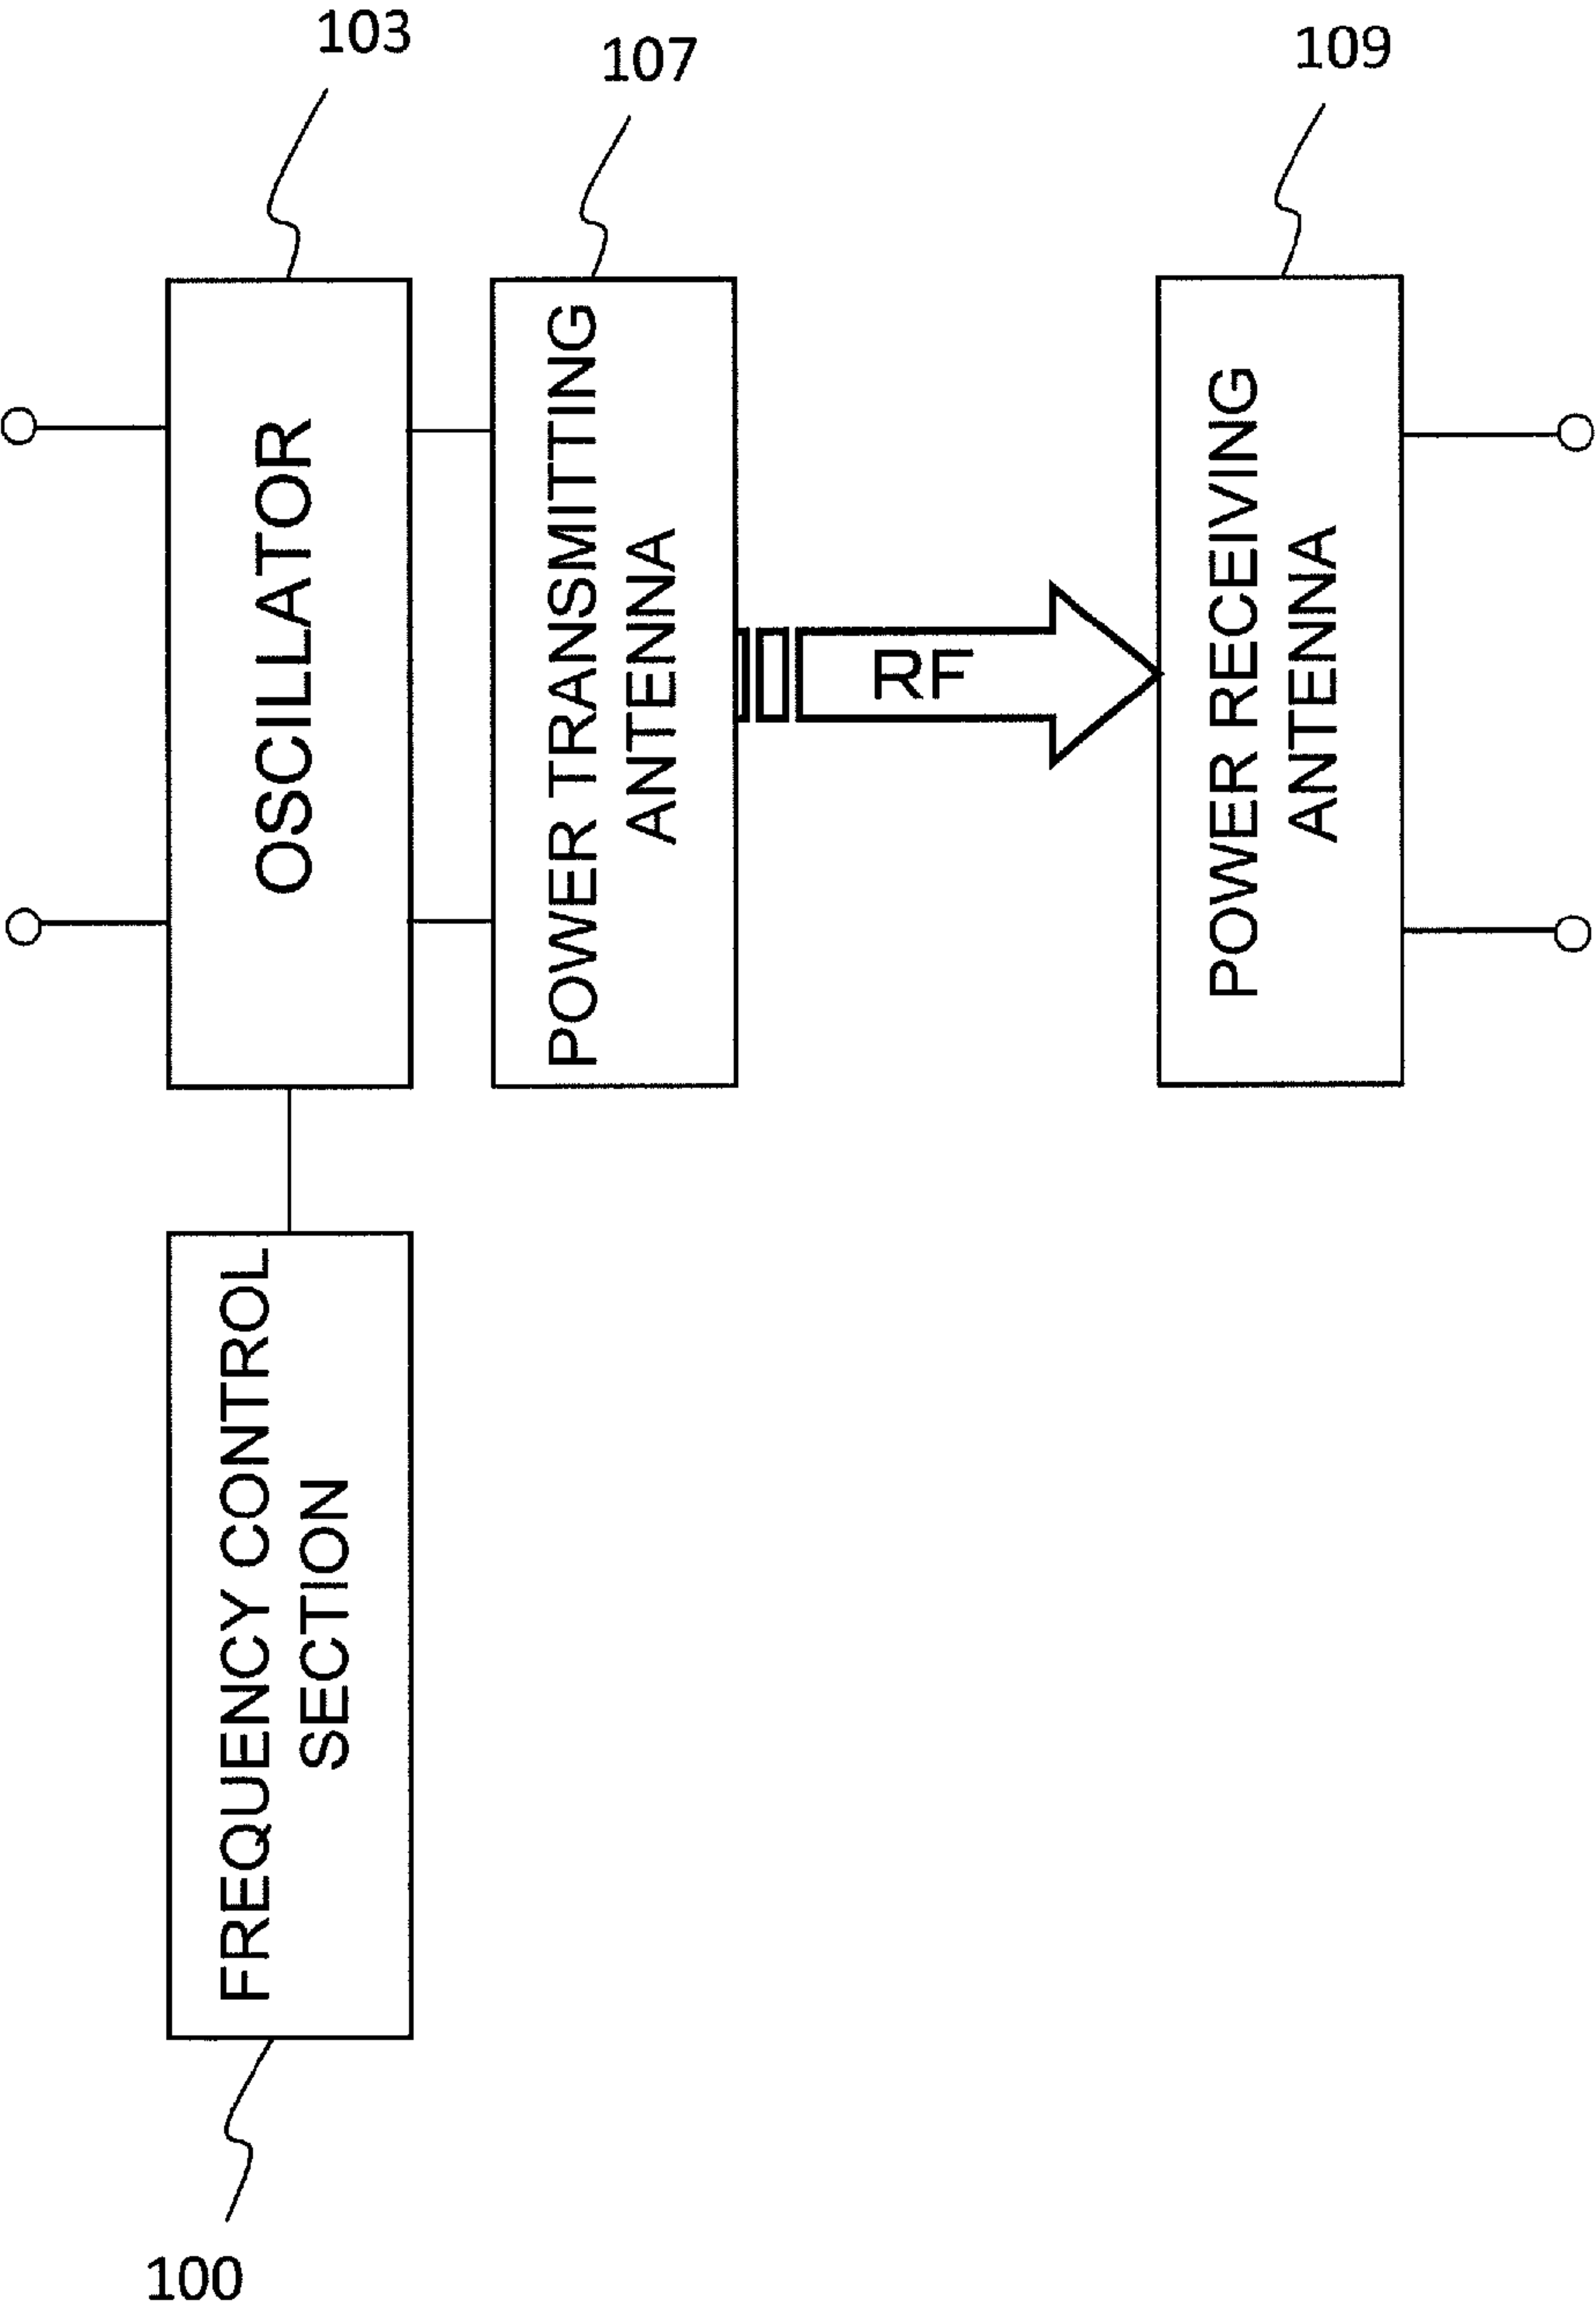 103
107
109
OSCILLATOR
POWER TRANSMITTING
ANTENNA
RF
POWER RECEIVING
ANTENNA
FREQUENCY CONTROL
SECTION
100